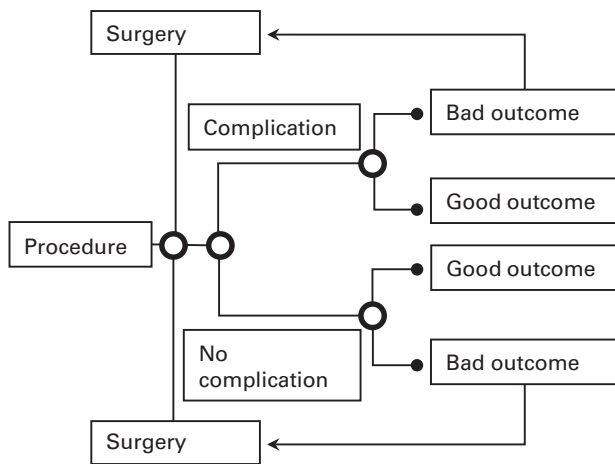 Surgery
Bad outcome
Complication
Good outcome
Procedure
Good outcome
No
complication
Bad outcome
Surgery